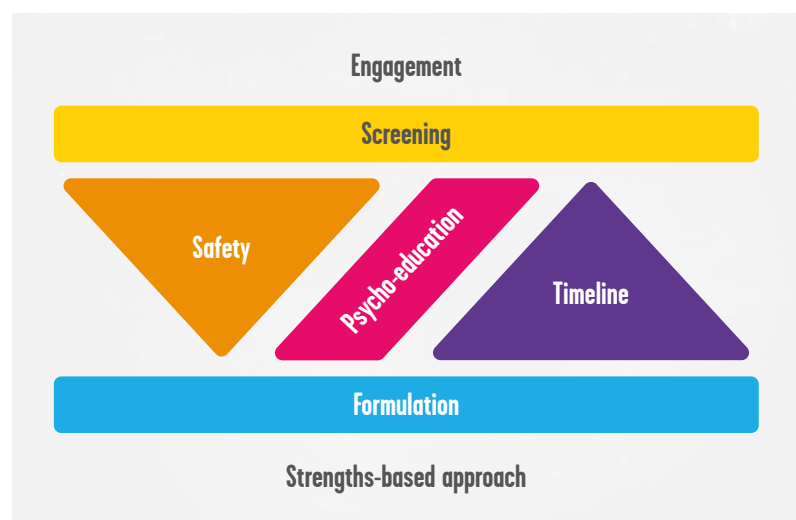 Engagement
Screening
Safety
Psycho-education
Timeline
Formulation
Strengths-based approach